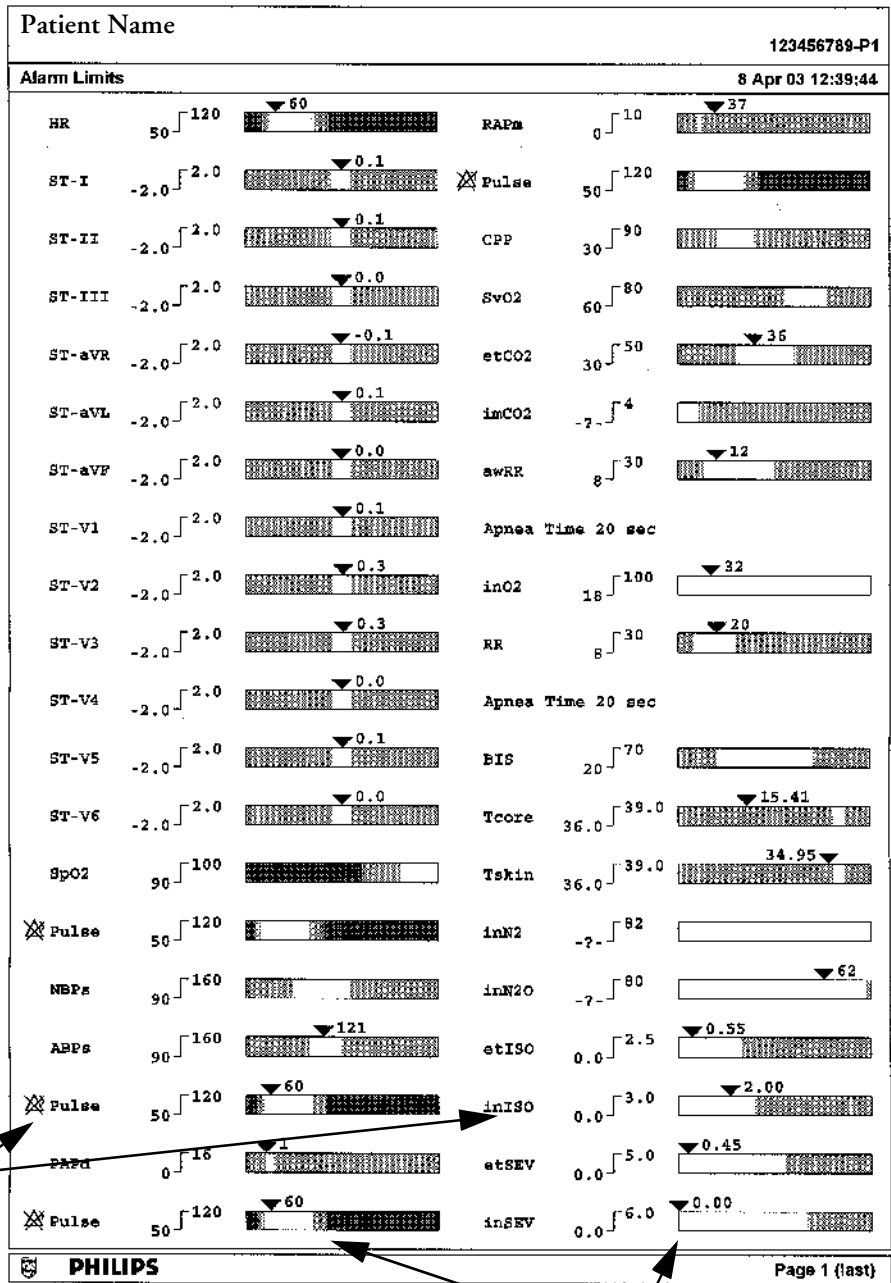 Patient Name
123456789-P1
Alarm Limits
8 Apr 03 12:39:44
HR 50 120 60
ST-I -2.0 2.0 0.1
ST-II -2.0 2.0 0.1
ST-III -2.0 2.0 0.0
ST-aVR -2.0 2.0 -0.1
ST-aVL -2.0 2.0 0.1
ST-aVF -2.0 2.0 0.0
ST-V1 -2.0 2.0 0.1
ST-V2 -2.0 2.0 0.3
ST-V3 -2.0 2.0 0.3
ST-V4 -2.0 2.0 0.0
ST-V5 -2.0 2.0 0.1
ST-V6 -2.0 2.0 0.0
SpO2 90 100
Pulse 50 120
NBPs 90 160
ABPs 90 160 121
Pulse 50 120 60
PAPd 0 16 1
Pulse 50 120 60
RAPm 0 10 37
Pulse 50 120
CPP 30 90
SvO2 60 80
etCO2 30 50 36
imCO2 -?- 4
awRR 8 30 12
Apnea Time 20 sec
inO2 18 100 32
RR 8 30 20
Apnea Time 20 sec
BIS 20 70
Tcore 36.0 39.0 15.41
Tskin 36.0 39.0 34.95
inN2 -?- 82
inN2O -?- 80 62
etISO 0.0 2.5 0.55
inISO 0.0 3.0 2.00
etSEV 0.0 5.0 0.45
inSEV 0.0 6.0 0.00
PHILIPS
Page 1 (last)